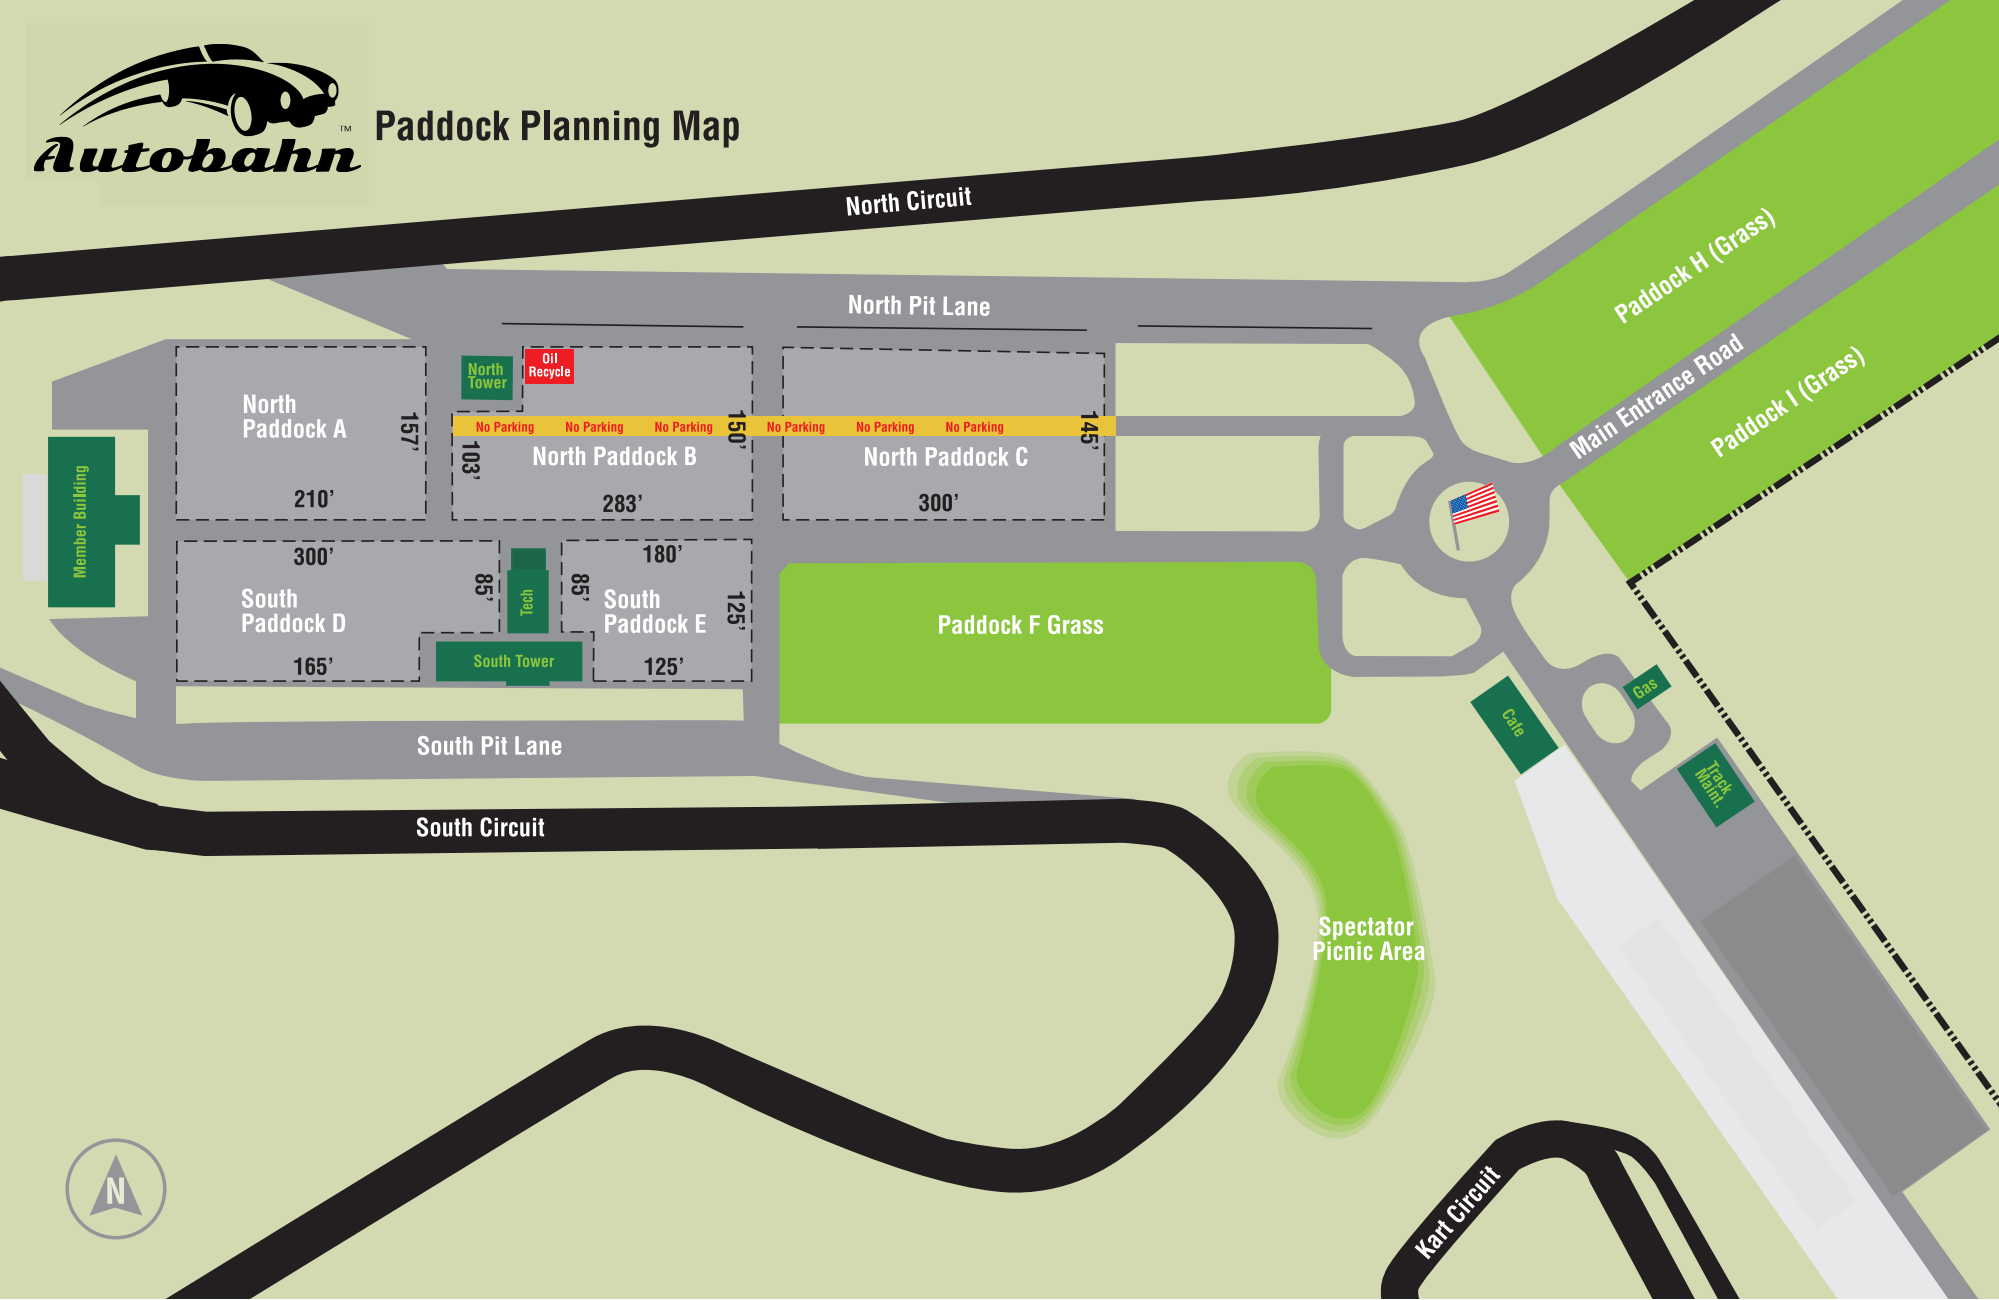 Autobahn
™
Paddock Planning Map
North Circuit
North Pit Lane
North
Tower
Oil
Recycle
North
Paddock A
157’
210’
No Parking
No Parking
No Parking
No Parking
No Parking
No Parking
103’
150’
145’
North Paddock B
283’
North Paddock C
300’
Member Building
300’
85’
South
Paddock D
165’
Tech
South Tower
180’
85’
South
Paddock E
125’
125’
Paddock F Grass
South Pit Lane
South Circuit
Paddock H (Grass)
Main Entrance Road
Paddock I (Grass)
Gas
Cafe
Track
Maint.
Spectator
Picnic Area
Kart Circuit
N